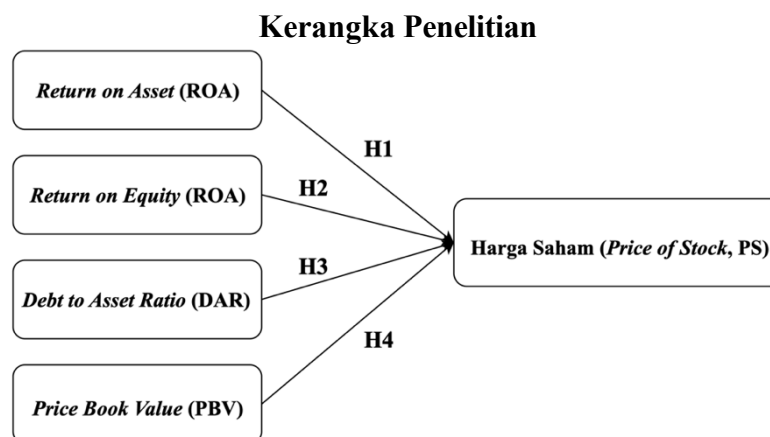 Kerangka Penelitian
Return on Asset (ROA)
H1
Return on Equity (ROA)
H2
Harga Saham (Price of Stock, PS)
H3
Debt to Asset Ratio (DAR)
H4
Price Book Value (PBV)